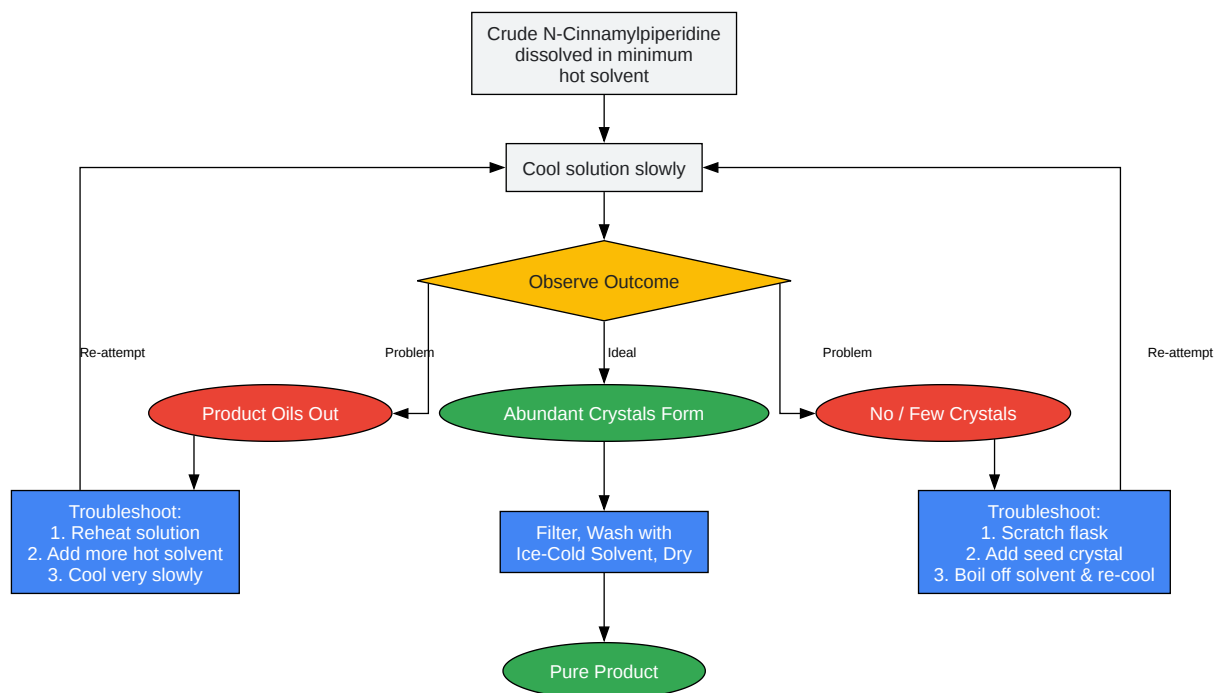 Crude N-Cinnamylpiperidine
dissolved in minimum
hot solvent
Cool solution slowly
Observe Outcome
Re-attempt
Problem
Ideal
Problem
Re-attempt
Product Oils Out
Abundant Crystals Form
No / Few Crystals
Troubleshoot:
1. Reheat solution
2. Add more hot solvent
3. Cool very slowly
Filter, Wash with
Ice-Cold Solvent, Dry
Troubleshoot:
1. Scratch flask
2. Add seed crystal
3. Boil off solvent & re-cool
Pure Product